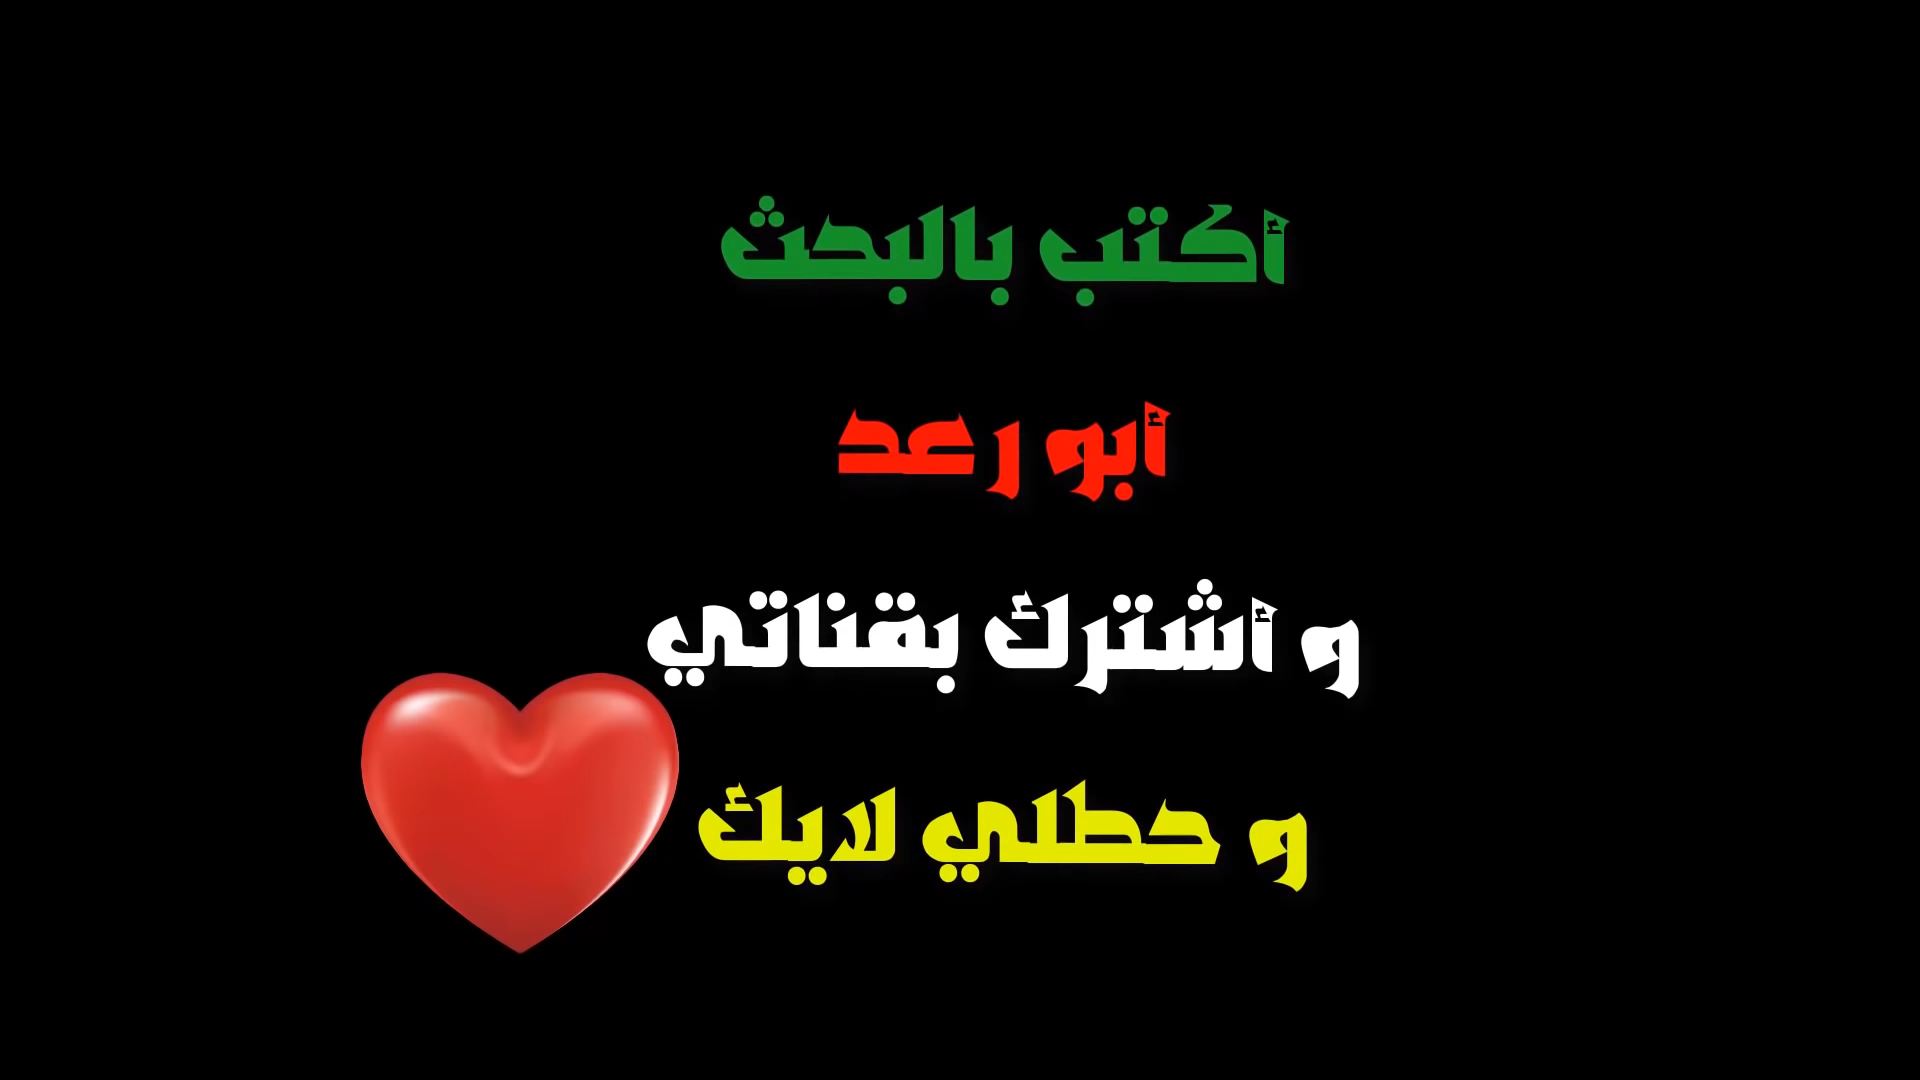 أكتب بالبحث
أبو رعد
و أشترك بقناتي
و حطلي لايك